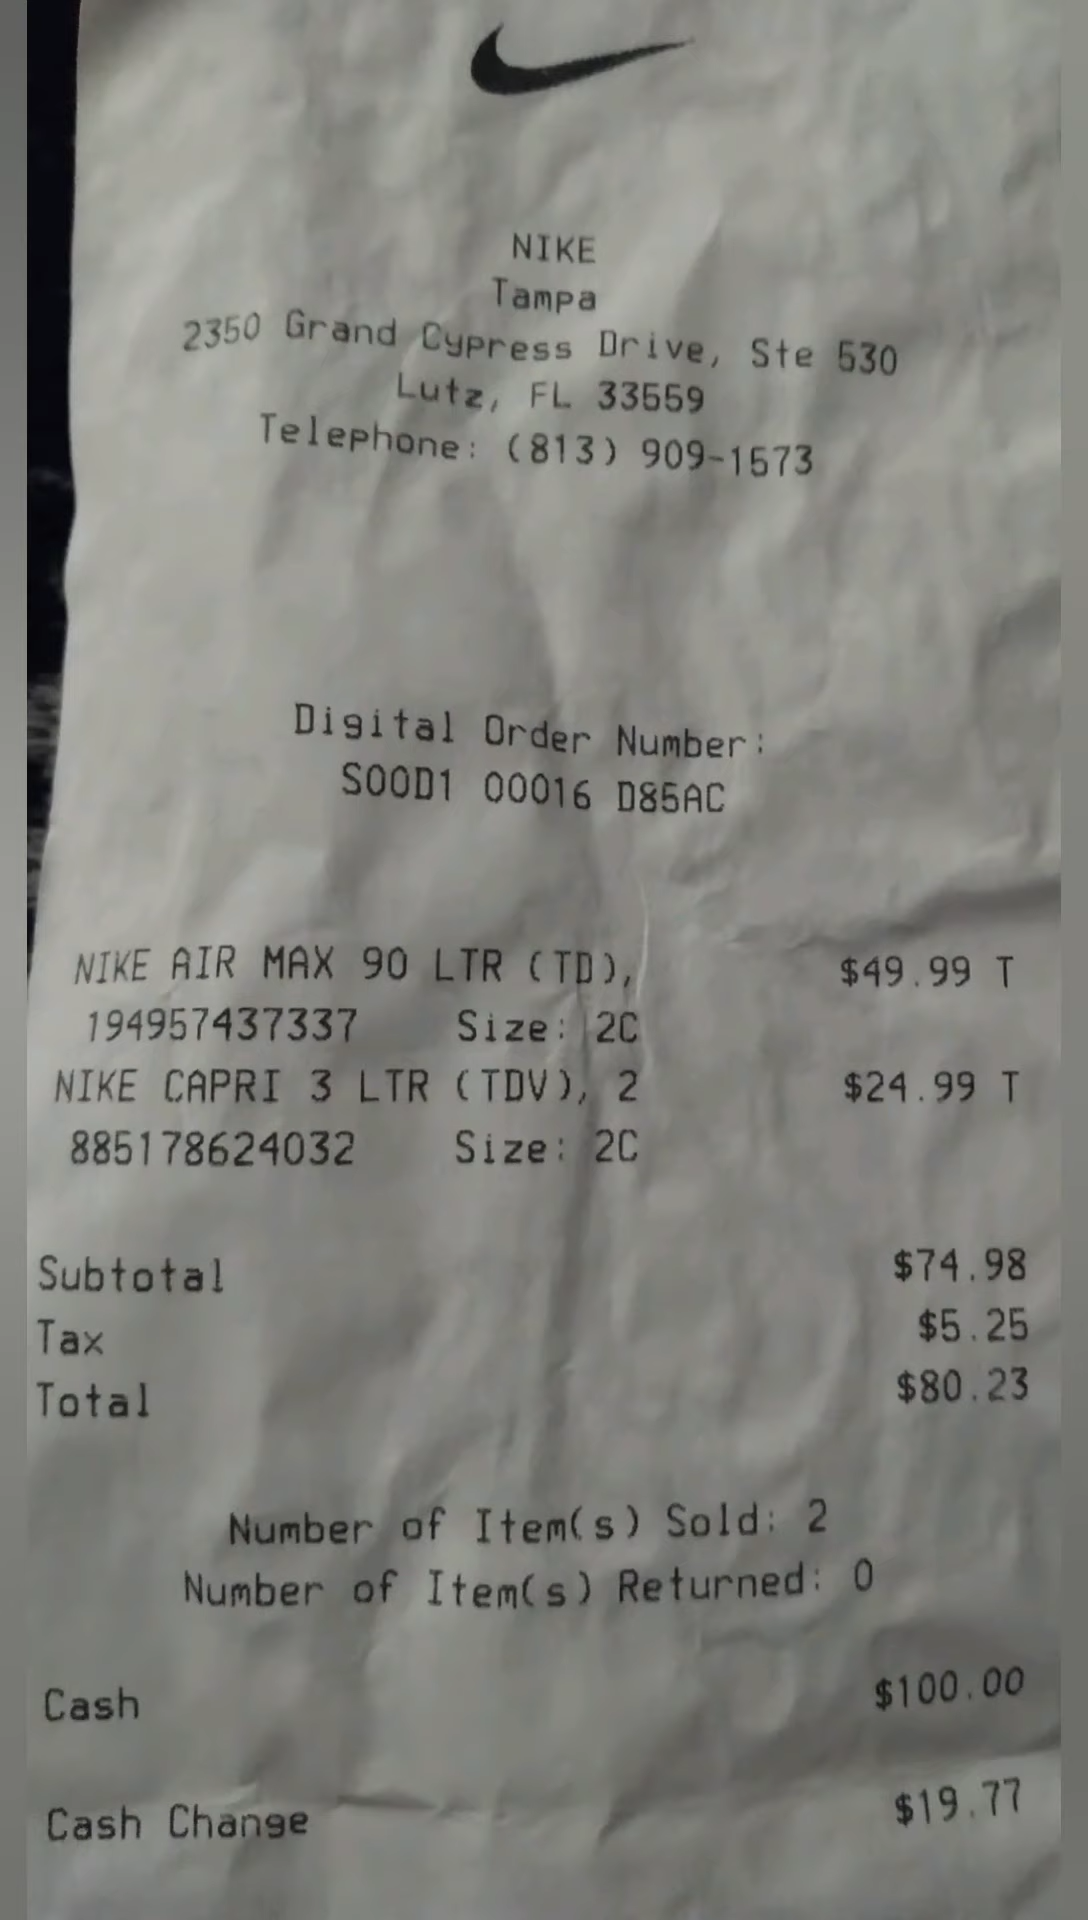 NIKE
Tampa
2350 Grand Cypress Drive, Ste 530
Lutz, FL 33559
Telephone: (813) 909-1573
Digital Order Number:
S00D1 00016 D85AC
NIKE AIR MAX 90 LTR (TD), $49.99 T
194957437337 Size: 2C
NIKE CAPRI 3 LTR (TDV), 2 $24.99 T
885178624032 Size: 2C
Subtotal $74.98
Tax $5.25
Total $80.23
Number of Item(s) Sold: 2
Number of Item(s) Returned: 0
Cash $100.00
Cash Change $19.77